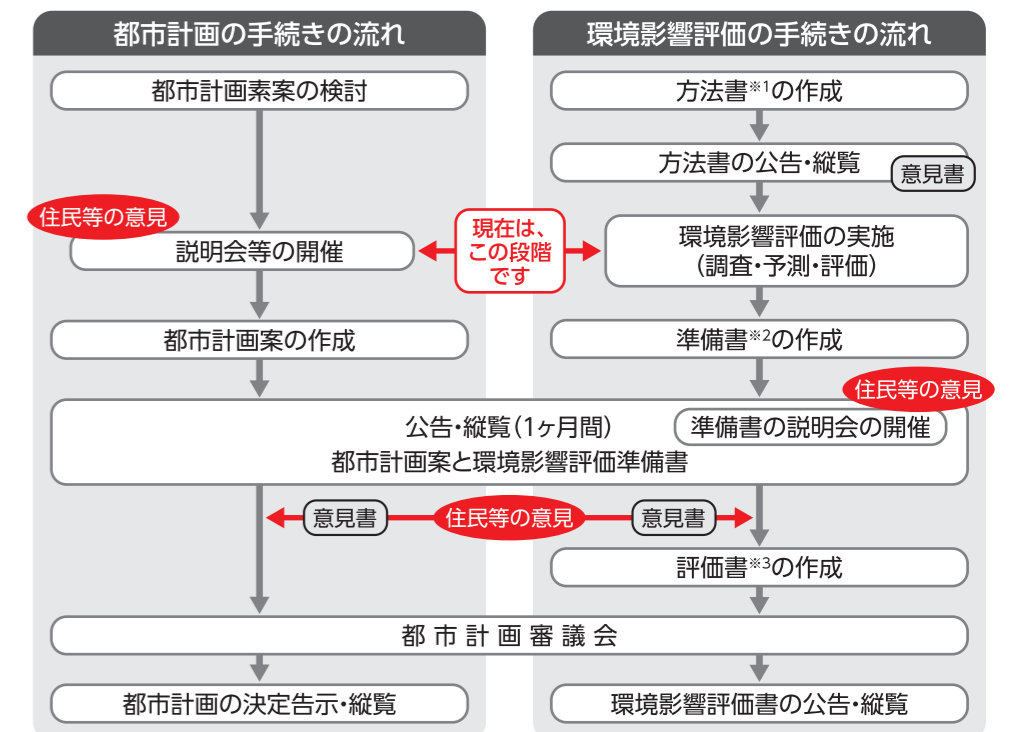 都市計画の手続きの流れ
環境影響評価の手続きの流れ
都市計画素案の検討
方法書※1の作成
方法書の公告・縦覧
意見書
住民等の意見
説明会等の開催
現在は、
この段階
です
環境影響評価の実施
(調査・予測・評価)
都市計画案の作成
準備書※2の作成
住民等の意見
公告・縦覧(1ヶ月間)
準備書の説明会の開催
都市計画案と環境影響評価準備書
意見書
住民等の意見
意見書
評価書※3の作成
都市計画審議会
都市計画の決定告示・縦覧
環境影響評価書の公告・縦覧